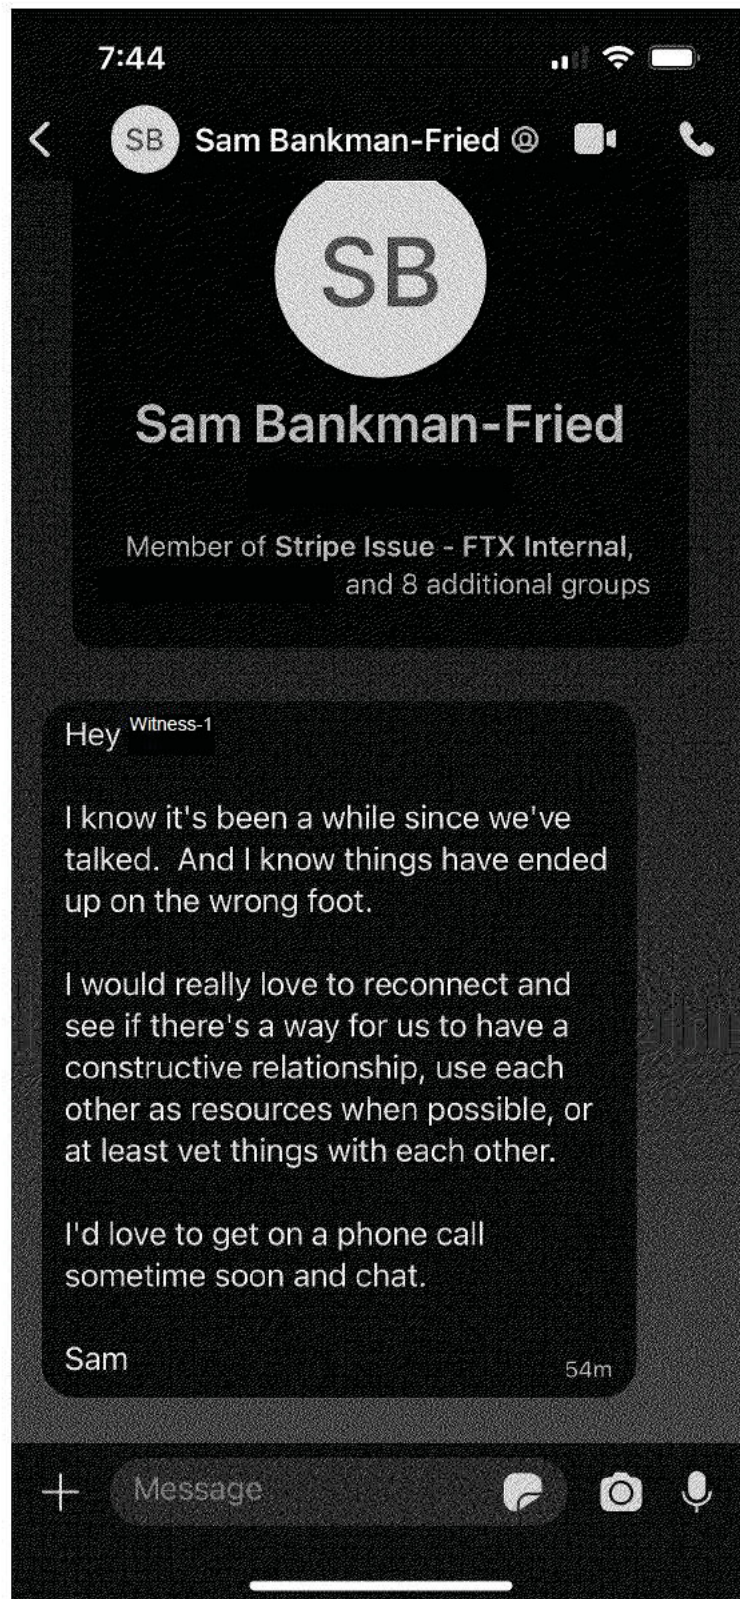 7:44
SB Sam Bankman-Fried
SB
Sam Bankman-Fried
Member of Stripe Issue - FTX Internal,
and 8 additional groups
Hey Witness-1
I know it's been a while since we've
talked.  And I know things have ended
up on the wrong foot.
I would really love to reconnect and
see if there's a way for us to have a
constructive relationship, use each
other as resources when possible, or
at least vet things with each other.
I'd love to get on a phone call
sometime soon and chat.
Sam
54m
Message